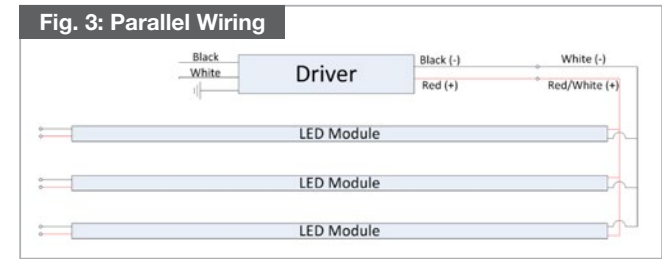 Fig. 3: Parallel Wiring
Black
White
Driver
Black (-)
Red (+)
White (-)
Red/White (+)
LED Module
LED Module
LED Module